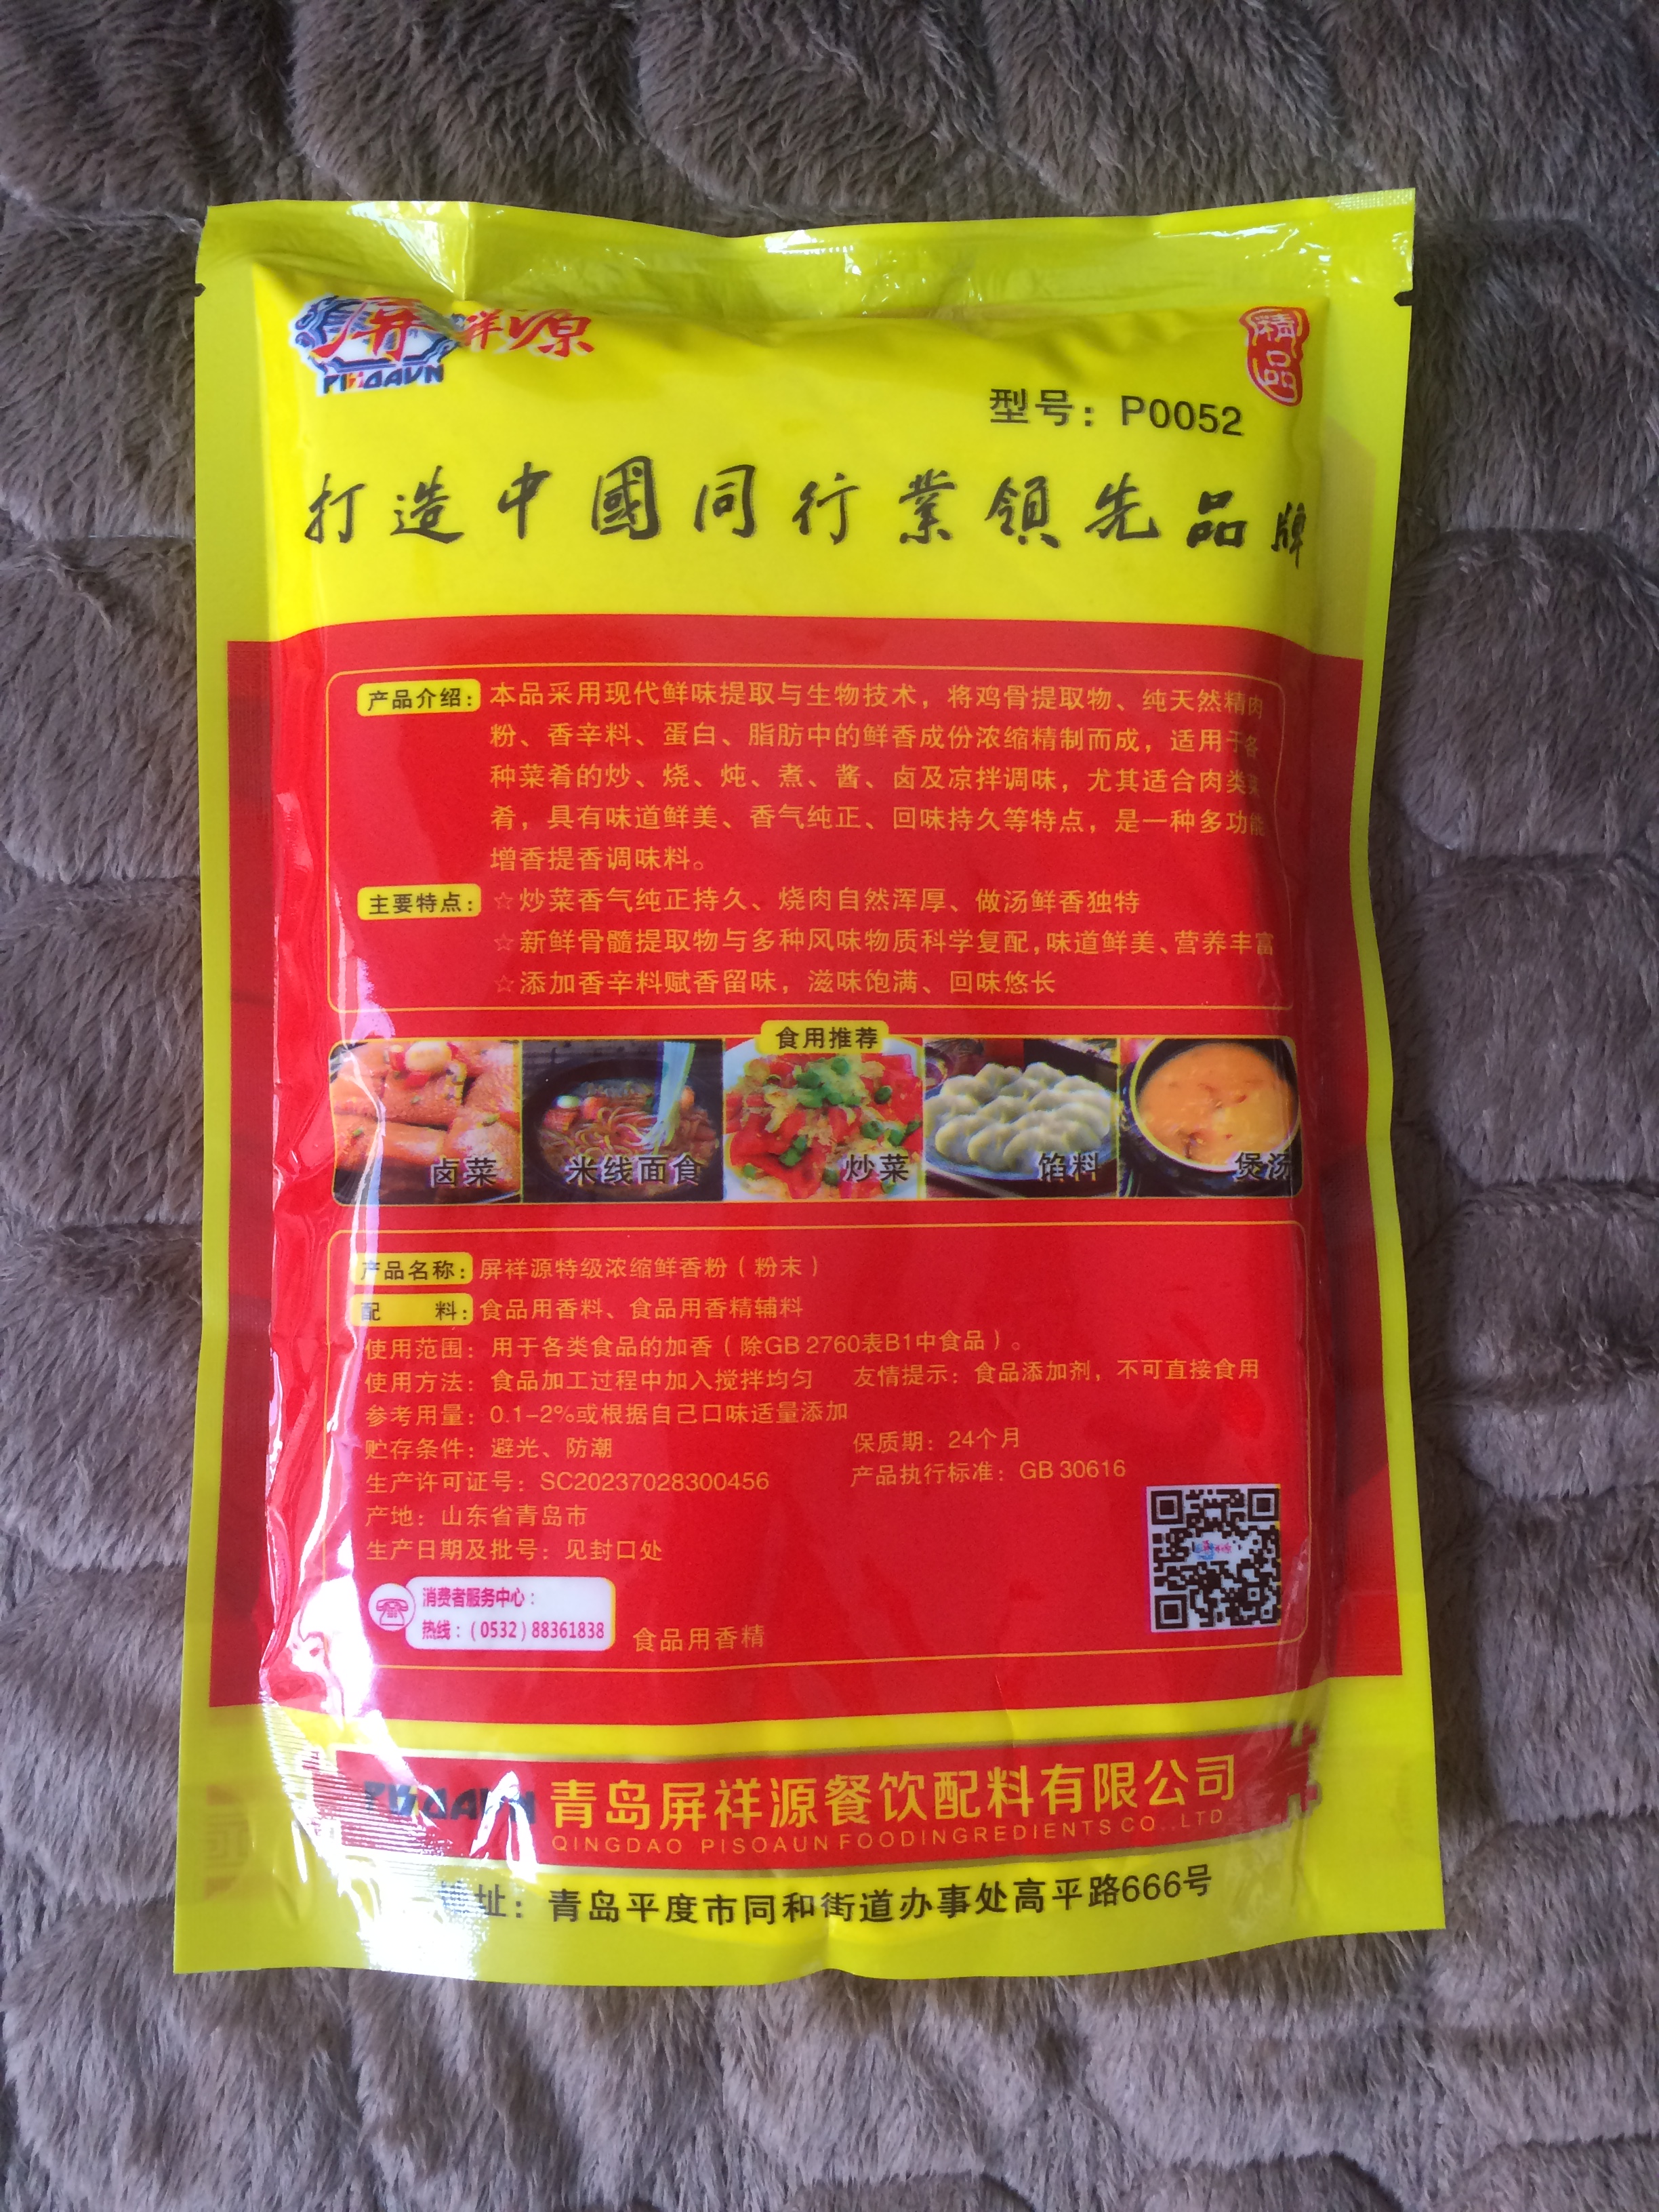 屏祥源
PISOAUN
精品
型号：P0052
打造中國同行業領先品牌
产品介绍：本品采用现代鲜味提取与生物技术，将鸡骨提取物、纯天然精肉
粉、香辛料、蛋白、脂肪中的鲜香成份浓缩精制而成，适用于各
种菜肴的炒、烧、炖、煮、酱、卤及凉拌调味，尤其适合肉类菜
肴，具有味道鲜美、香气纯正、回味持久等特点，是一种多功能
增香提香调味料。
主要特点：☆炒菜香气纯正持久、烧肉自然浑厚、做汤鲜香独特
☆新鲜骨髓提取物与多种风味物质科学复配，味道鲜美、营养丰富
☆添加香辛料赋香留味，滋味饱满、回味悠长
食用推荐
卤菜 米线面食 炒菜 馅料 煲汤
产品名称：屏祥源特级浓缩鲜香粉（粉末）
配 料：食品用香料、食品用香精辅料
使用范围：用于各类食品的加香（除GB 2760表B1中食品）。
使用方法：食品加工过程中加入搅拌均匀 友情提示：食品添加剂，不可直接食用
参考用量：0.1-2%或根据自己口味适量添加
贮存条件：避光、防潮 保质期：24个月
生产许可证号：SC20237028300456 产品执行标准：GB 30616
产地：山东省青岛市
生产日期及批号：见封口处
消费者服务中心：
热线：(0532) 88361838
食品用香精
PISOAUN 青岛屏祥源餐饮配料有限公司
QINGDAO PISOAUN FOODINGREDIENTS CO.,LTD
地址：青岛平度市同和街道办事处高平路666号